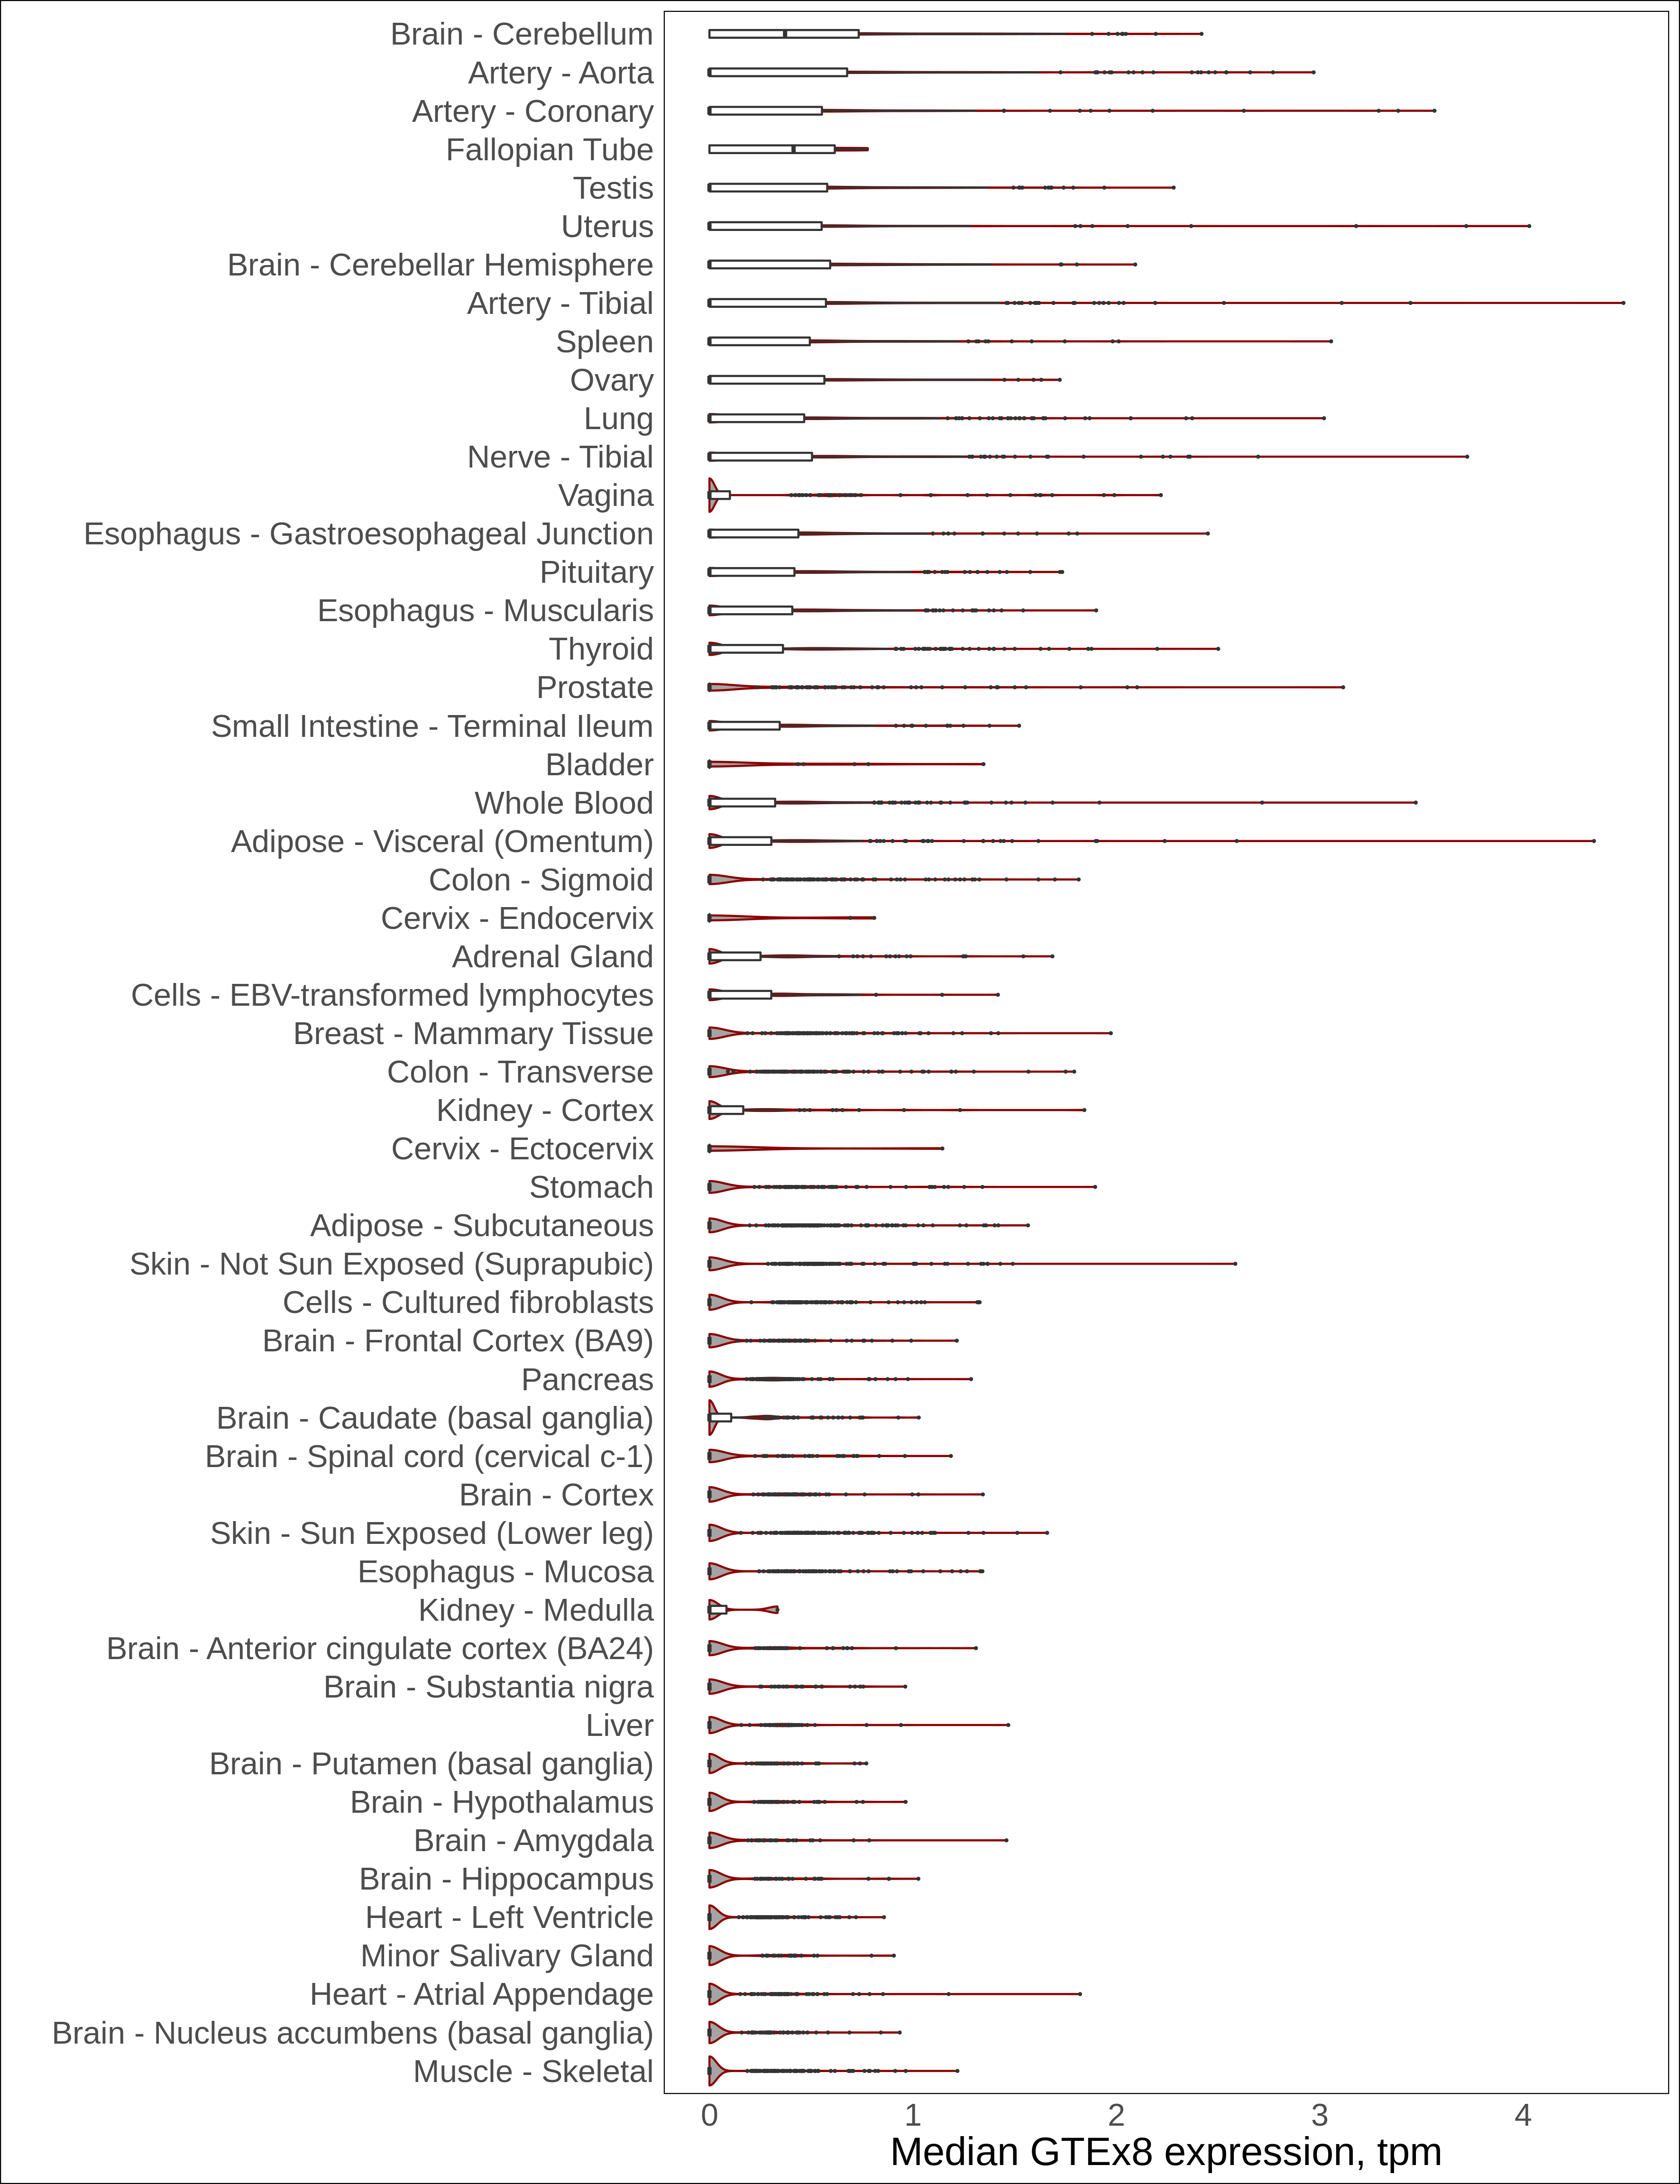 Brain - Cerebellum
Artery - Aorta
Artery - Coronary
Fallopian Tube
Testis
Uterus
Brain - Cerebellar Hemisphere
Artery - Tibial
Spleen
Ovary
Lung
Nerve - Tibial
Vagina
Esophagus - Gastroesophageal Junction
Pituitary
Esophagus - Muscularis
Thyroid
Prostate
Small Intestine - Terminal Ileum
Bladder
Whole Blood
Adipose - Visceral (Omentum)
Colon - Sigmoid
Cervix - Endocervix
Adrenal Gland
Cells - EBV-transformed lymphocytes
Breast - Mammary Tissue
Colon - Transverse
Kidney - Cortex
Cervix - Ectocervix
Stomach
Adipose - Subcutaneous
Skin - Not Sun Exposed (Suprapubic)
Cells - Cultured fibroblasts
Brain - Frontal Cortex (BA9)
Pancreas
Brain - Caudate (basal ganglia)
Brain - Spinal cord (cervical c-1)
Brain - Cortex
Skin - Sun Exposed (Lower leg)
Esophagus - Mucosa
Kidney - Medulla
Brain - Anterior cingulate cortex (BA24)
Brain - Substantia nigra
Liver
Brain - Putamen (basal ganglia)
Brain - Hypothalamus
Brain - Amygdala
Brain - Hippocampus
Heart - Left Ventricle
Minor Salivary Gland
Heart - Atrial Appendage
Brain - Nucleus accumbens (basal ganglia)
Muscle - Skeletal
0 1 2 3 4
Median GTEx8 expression, tpm